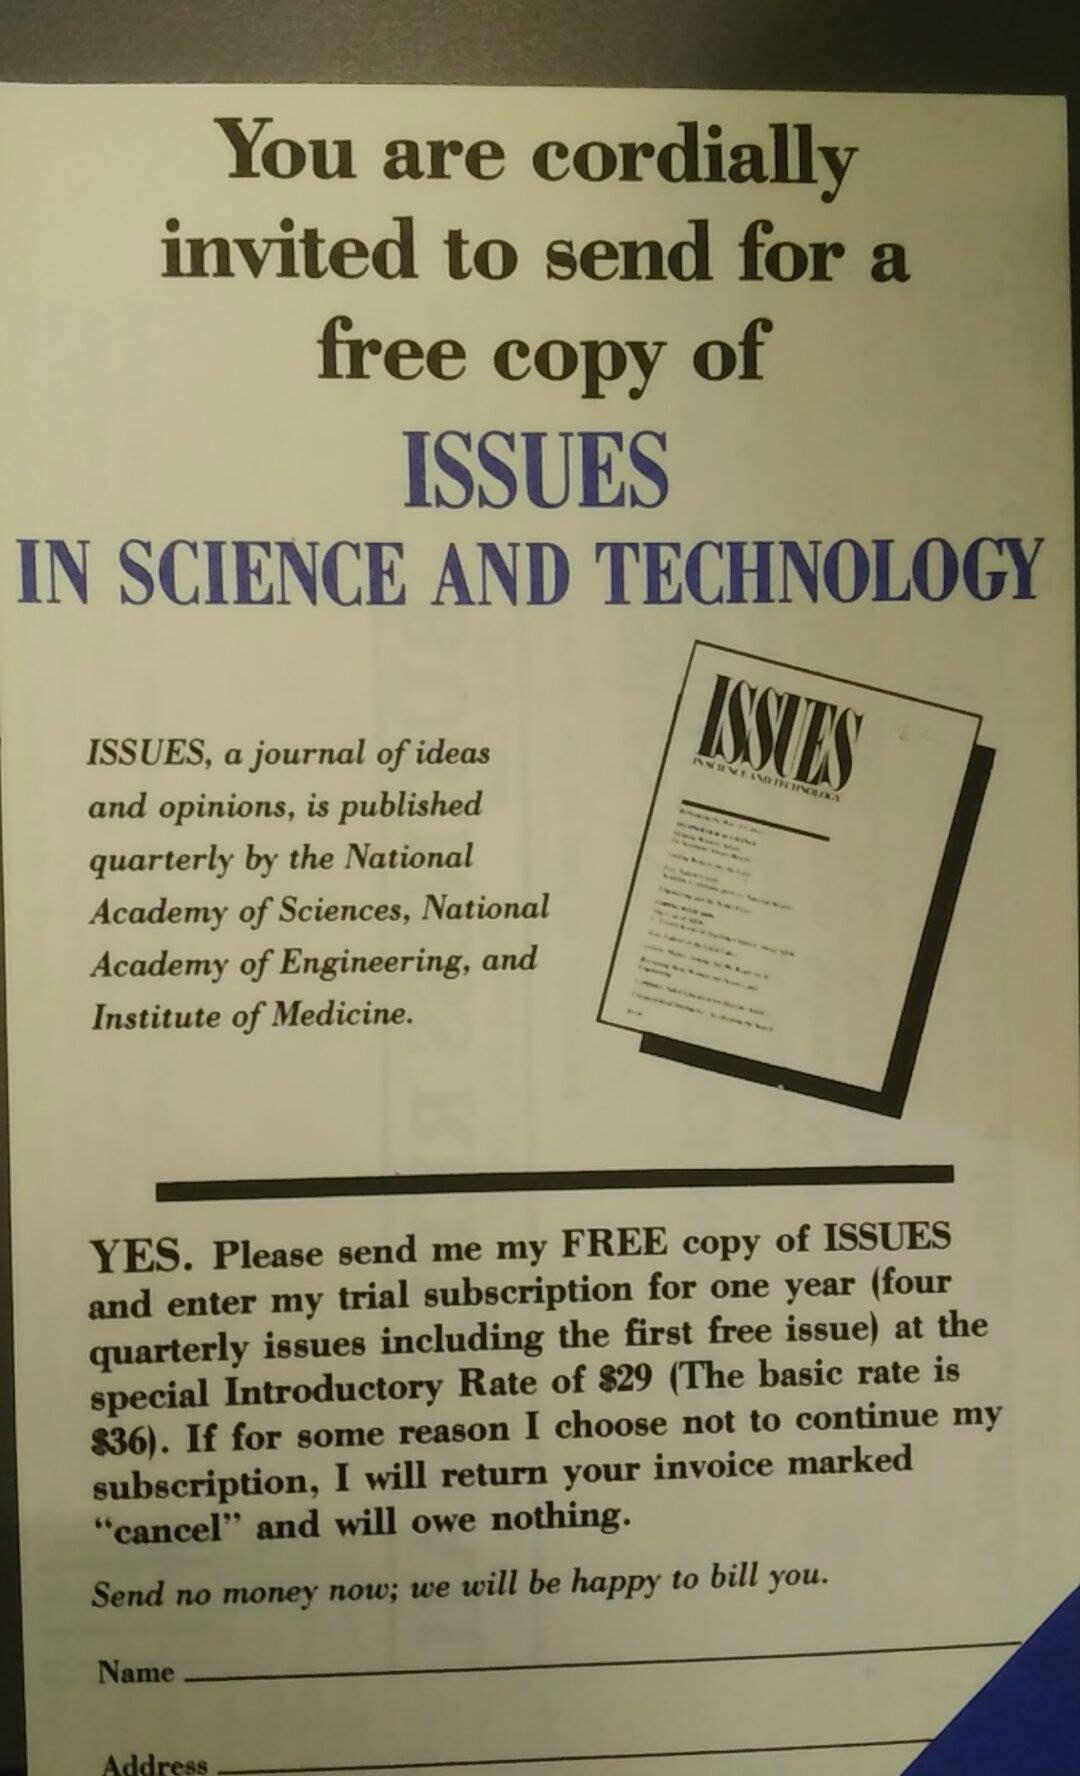 You are cordially
invited to send for a
free copy of
ISSUES
IN SCIENCE AND TECHNOLOGY
ISSUES, a journal of ideas
and opinions, is published
quarterly by the National
Academy of Sciences, National
Academy of Engineering, and
Institute of Medicine.
ISSUES
IN SCIENCE AND TECHNOLOGY
YES. Please send me my FREE copy of ISSUES
and enter my trial subscription for one year (four
quarterly issues including the first free issue) at the
special Introductory Rate of $29 (The basic rate is
$36). If for some reason I choose not to continue my
subscription, I will return your invoice marked
“cancel” and will owe nothing.
Send no money now; we will be happy to bill you.
Name
Address